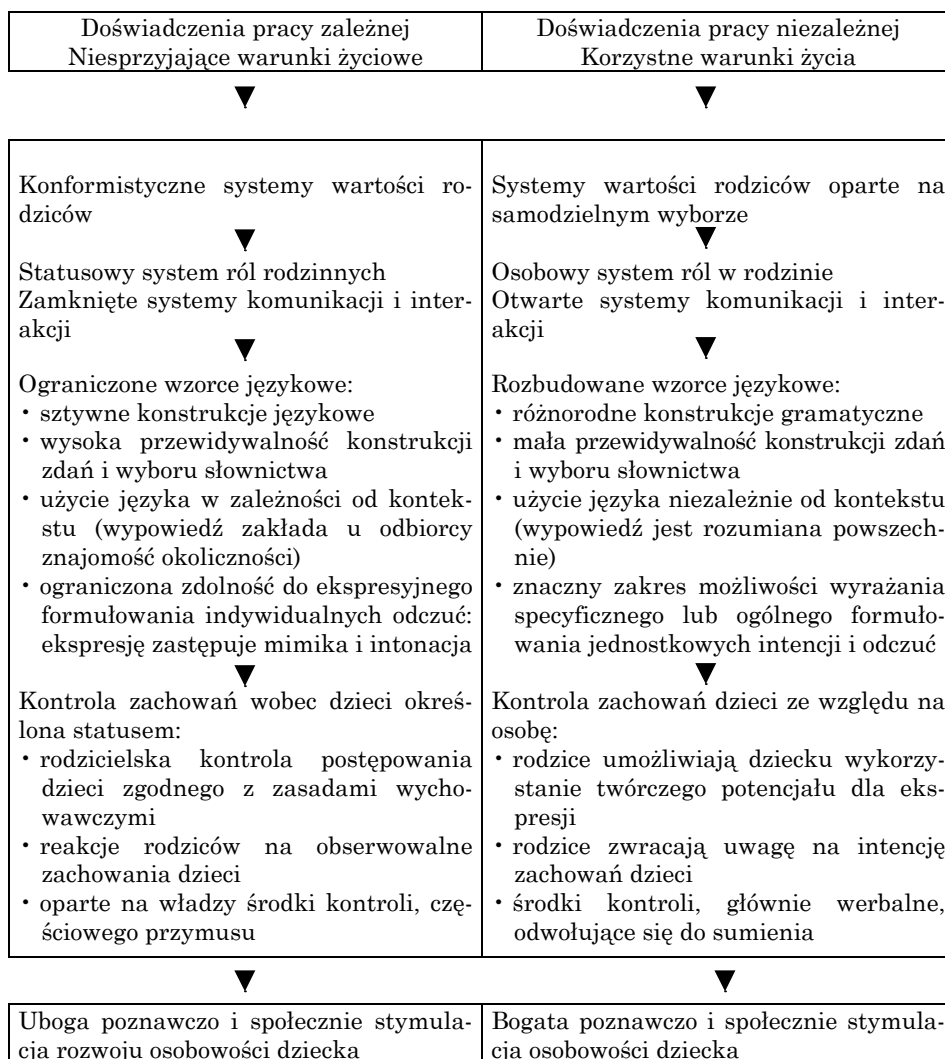 Doświadczenia pracy zależnej
Niesprzyjające warunki życiowe
Doświadczenia pracy niezależnej
Korzystne warunki życia
Konformistyczne systemy wartości ro-
dziców
Statusowy system ról rodzinnych
Zamknięte systemy komunikacji i inter-
akcji
Ograniczone wzorce językowe:
• sztywne konstrukcje językowe
• wysoka przewidywalność konstrukcji
zdań i wyboru słownictwa
• użycie języka w zależności od kontek-
stu (wypowiedź zakłada u odbiorcy
znajomość okoliczności)
• ograniczona zdolność do ekspresyjnego
formułowania indywidualnych odczuć:
ekspresję zastępuje mimika i intonacja
Kontrola zachowań wobec dzieci okreś-
lona statusem:
• rodzicielska kontrola postępowania
dzieci zgodnego z zasadami wycho-
wawczymi
• reakcje rodziców na obserwowalne
zachowania dzieci
• oparte na władzy środki kontroli, czę-
ściowego przymusu
Systemy wartości rodziców oparte na
samodzielnym wyborze
Osobowy system ról w rodzinie
Otwarte systemy komunikacji i inter-
akcji
Rozbudowane wzorce językowe:
• różnorodne konstrukcje gramatyczne
• mała przewidywalność konstrukcji zdań
i wyboru słownictwa
• użycie języka niezależnie od kontekstu
(wypowiedź jest rozumiana powszech-
nie)
• znaczny zakres możliwości wyrażania
specyficznego lub ogólnego formuło-
wania jednostkowych intencji i odczuć
Kontrola zachowań dzieci ze względu na
osobę:
• rodzice umożliwiają dziecku wykorzy-
stanie twórczego potencjału dla eks-
presji
• rodzice zwracają uwagę na intencję
zachowań dzieci
• środki kontroli, głównie werbalne,
odwołujące się do sumienia
Uboga poznawczo i społecznie stymula-
cja rozwoju osobowości dziecka
Bogata poznawczo i społecznie stymula-
cja osobowości dziecka